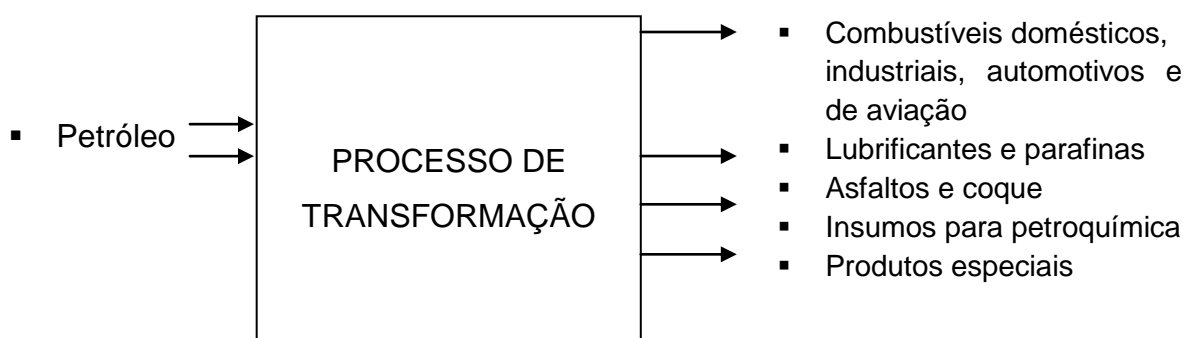 ▪ Petróleo
PROCESSO DE
TRANSFORMAÇÃO
▪ Combustíveis domésticos,
industriais, automotivos e
de aviação
▪ Lubrificantes e parafinas
▪ Asfaltos e coque
▪ Insumos para petroquímica
▪ Produtos especiais